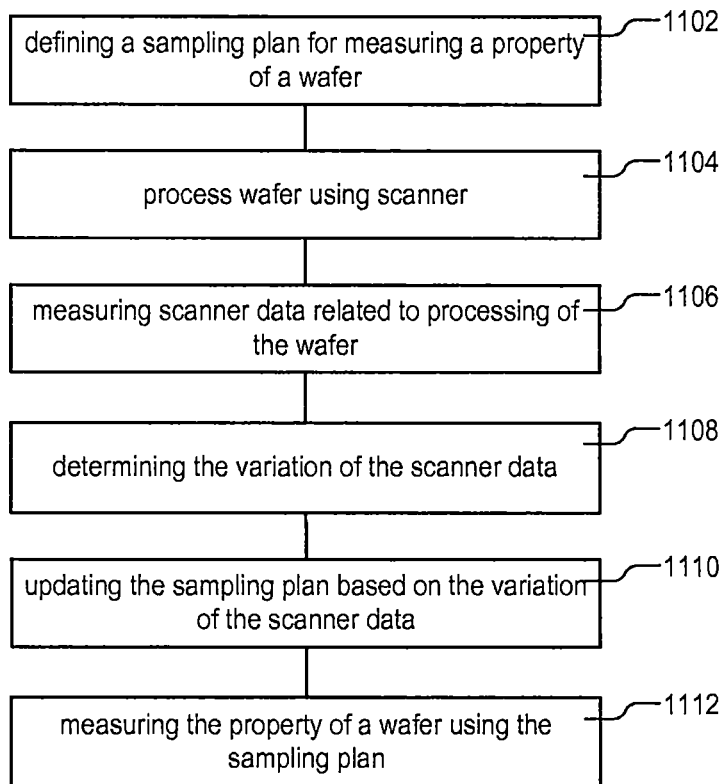 1102
defining a sampling plan for measuring a property
of a wafer
1104
process wafer using scanner
1106
measuring scanner data related to processing of
the wafer
1108
determining the variation of the scanner data
1110
updating the sampling plan based on the variation
of the scanner data
1112
measuring the property of a wafer using the
sampling plan